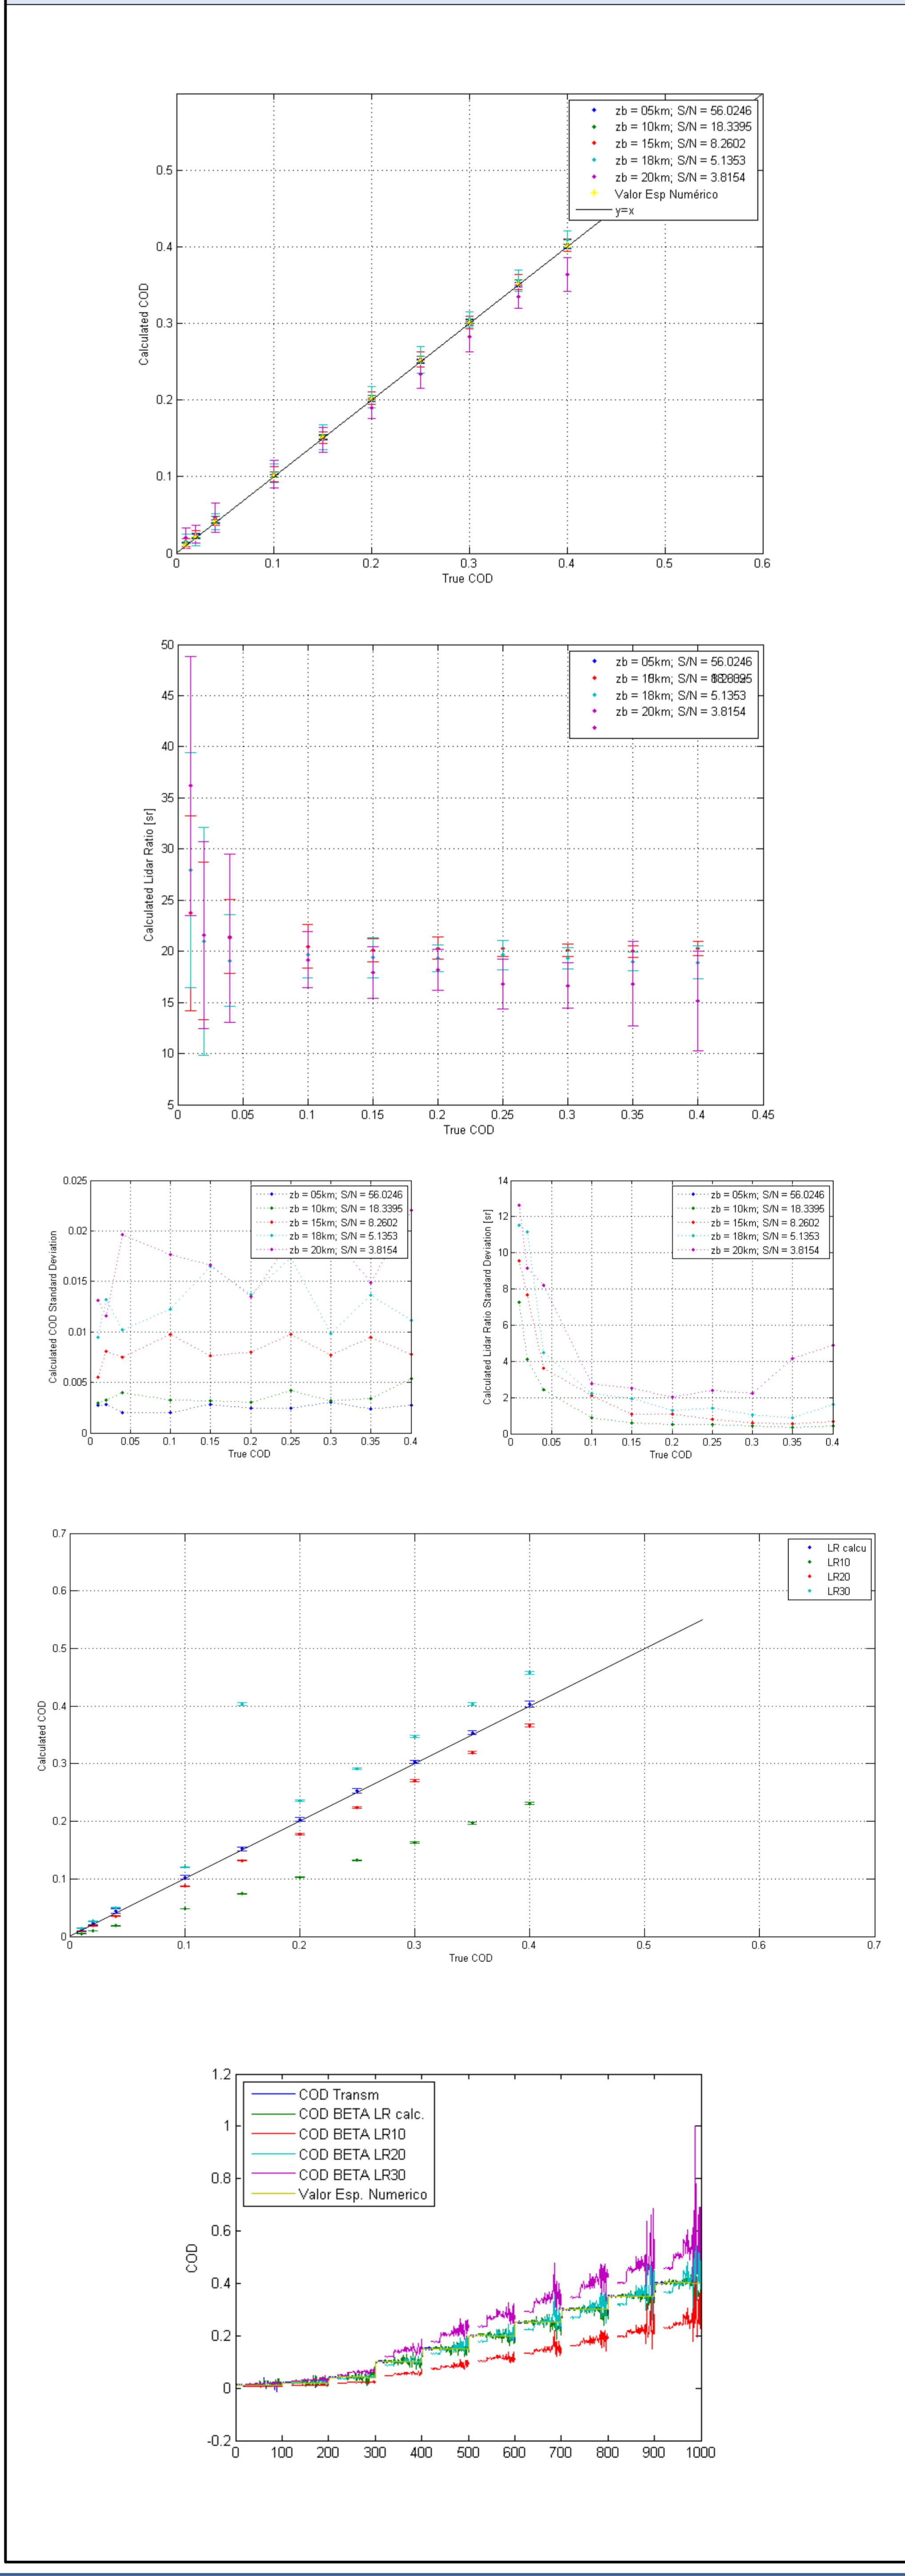 zb = 05km; S/N = 56.0246
zb = 10km; S/N = 18.3395
zb = 15km; S/N = 8.2602
zb = 18km; S/N = 5.1353
zb = 20km; S/N = 3.8154
Valor Esp Numérico
y=x
0.5
0.4
0.3
0.2
0.1
0
Calculated COD
0 0.1 0.2 0.3 0.4 0.5 0.6
True COD
50
45
40
35
30
25
20
15
10
5
Calculated Lidar Ratio [sr]
zb = 05km; S/N = 56.0246
zb = S/N =
zb = 18km; S/N = 5.1353
zb = 20km; S/N = 3.8154
0 0.05 0.1 0.15 0.2 0.25 0.3 0.35 0.4 0.45
True COD
0.025
0.02
0.015
0.01
0.005
0
Calculated COD Standard Deviation
zb = 05km; S/N = 56.0246
zb = 10km; S/N = 18.3395
zb = 15km; S/N = 8.2602
zb = 18km; S/N = 5.1353
zb = 20km; S/N = 3.8154
0 0.05 0.1 0.15 0.2 0.25 0.3 0.35 0.4
True COD
14
12
10
8
6
4
2
0
Calculated Lidar Ratio Standard Deviation [sr]
zb = 05km; S/N = 56.0246
zb = 10km; S/N = 18.3395
zb = 15km; S/N = 8.2602
zb = 18km; S/N = 5.1353
zb = 20km; S/N = 3.8154
0 0.05 0.1 0.15 0.2 0.25 0.3 0.35 0.4
True COD
0.7
0.6
0.5
0.4
0.3
0.2
0.1
0
Calculated COD
LR calcu
LR10
LR20
LR30
0 0.1 0.2 0.3 0.4 0.5 0.6 0.7
True COD
1.2
1
0.8
0.6
0.4
0.2
0
-0.2
COD
COD Transm
COD BETA LR calc.
COD BETA LR10
COD BETA LR20
COD BETA LR30
Valor Esp. Numerico
0 100 200 300 400 500 600 700 800 900 1000